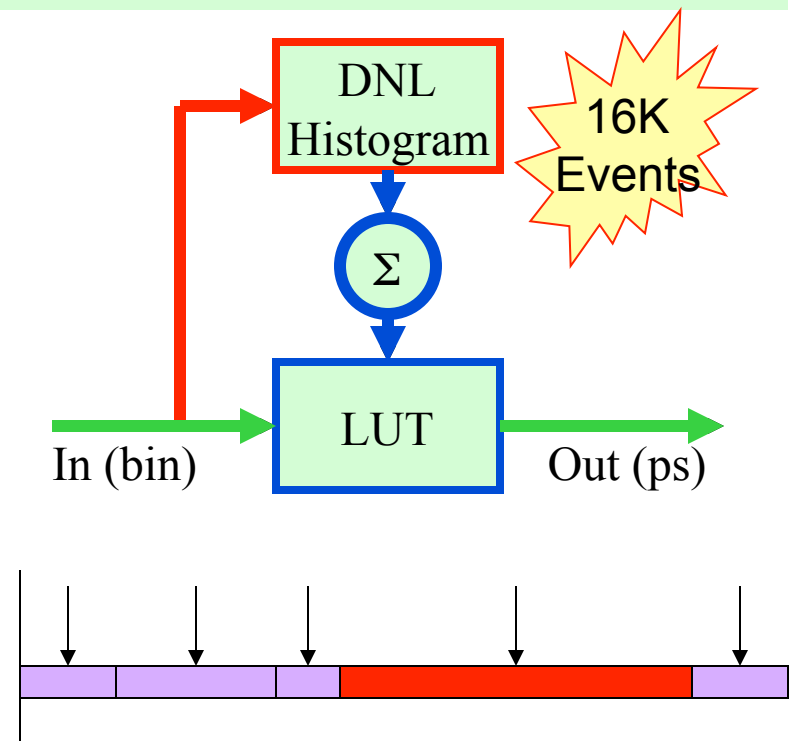 DNL
Histogram
16K
Events
Σ
LUT
In (bin)
Out (ps)